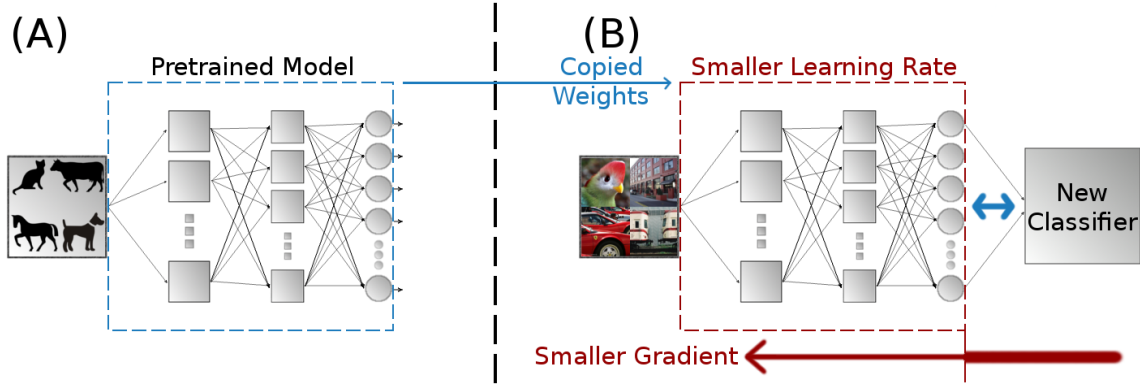 (A)
Pretrained Model
(B)
Copied
Weights
Smaller Learning Rate
New
Classifier
Smaller Gradient